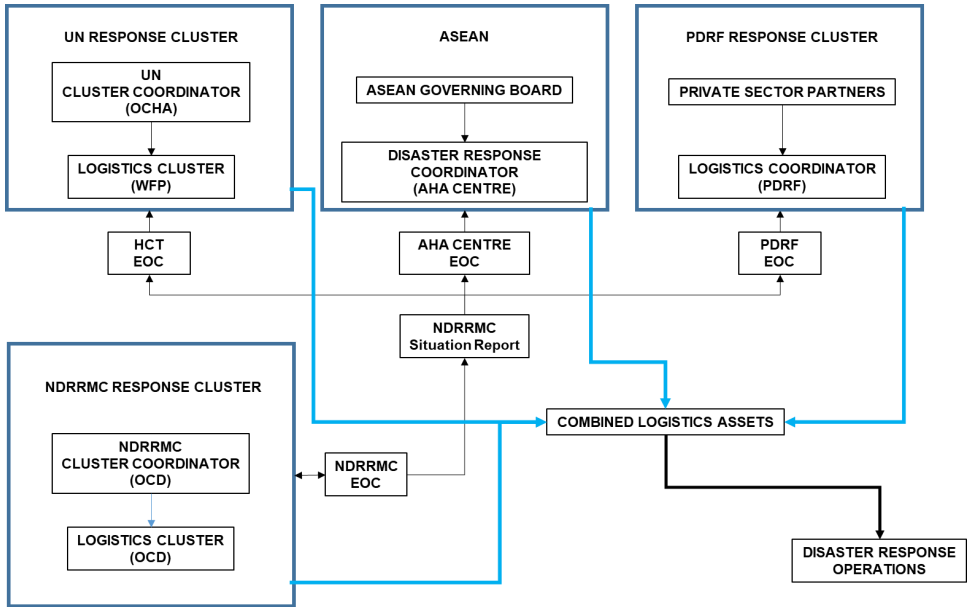 UN RESPONSE CLUSTER
UN
CLUSTER COORDINATOR
(OCHA)
LOGISTICS CLUSTER
(WFP)
ASEAN
ASEAN GOVERNING BOARD
DISASTER RESPONSE
COORDINATOR
(AHA CENTRE)
PDRF RESPONSE CLUSTER
PRIVATE SECTOR PARTNERS
LOGISTICS COORDINATOR
(PDRF)
HCT
EOC
AHA CENTRE
EOC
PDRF
EOC
NDRRMC
Situation Report
NDRRMC RESPONSE CLUSTER
NDRRMC
CLUSTER COORDINATOR
(OCD)
LOGISTICS CLUSTER
(OCD)
NDRRMC
EOC
COMBINED LOGISTICS ASSETS
DISASTER RESPONSE
OPERATIONS